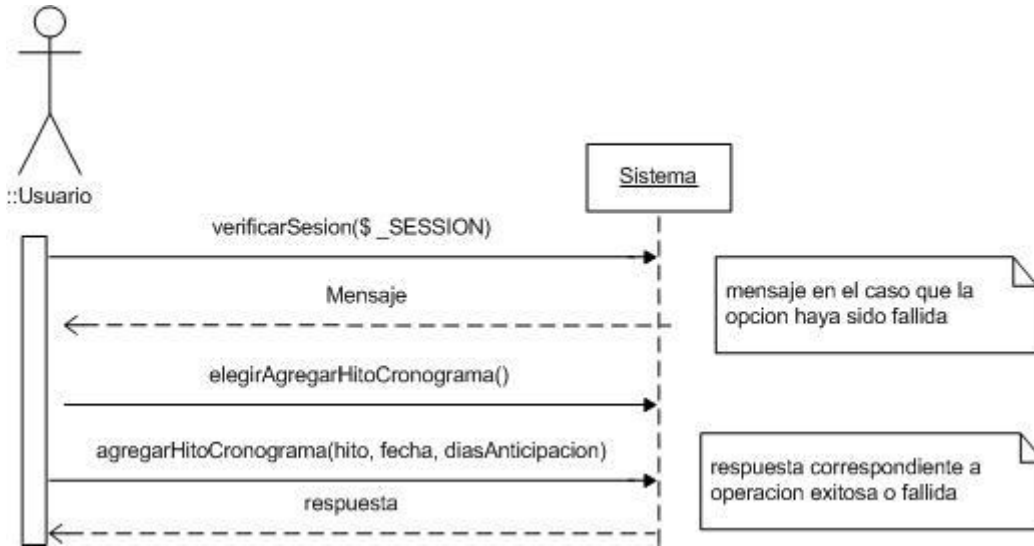 ::Usuario
Sistema
verificarSesion($ _SESSION)
Mensaje
mensaje en el caso que la
opcion haya sido fallida
elegirAgregarHitoCronograma()
agregarHitoCronograma(hito, fecha, diasAnticipacion)
respuesta correspondiente a
operacion exitosa o fallida
respuesta